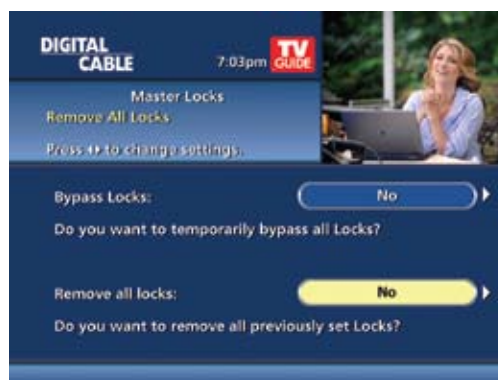 DIGITAL
CABLE
7:03pm
TV
GUIDE
Master Locks
Remove All Locks
Press ◄► to change settings.
Bypass Locks:
No
Do you want to temporarily bypass all Locks?
Remove all locks:
No
Do you want to remove all previously set Locks?